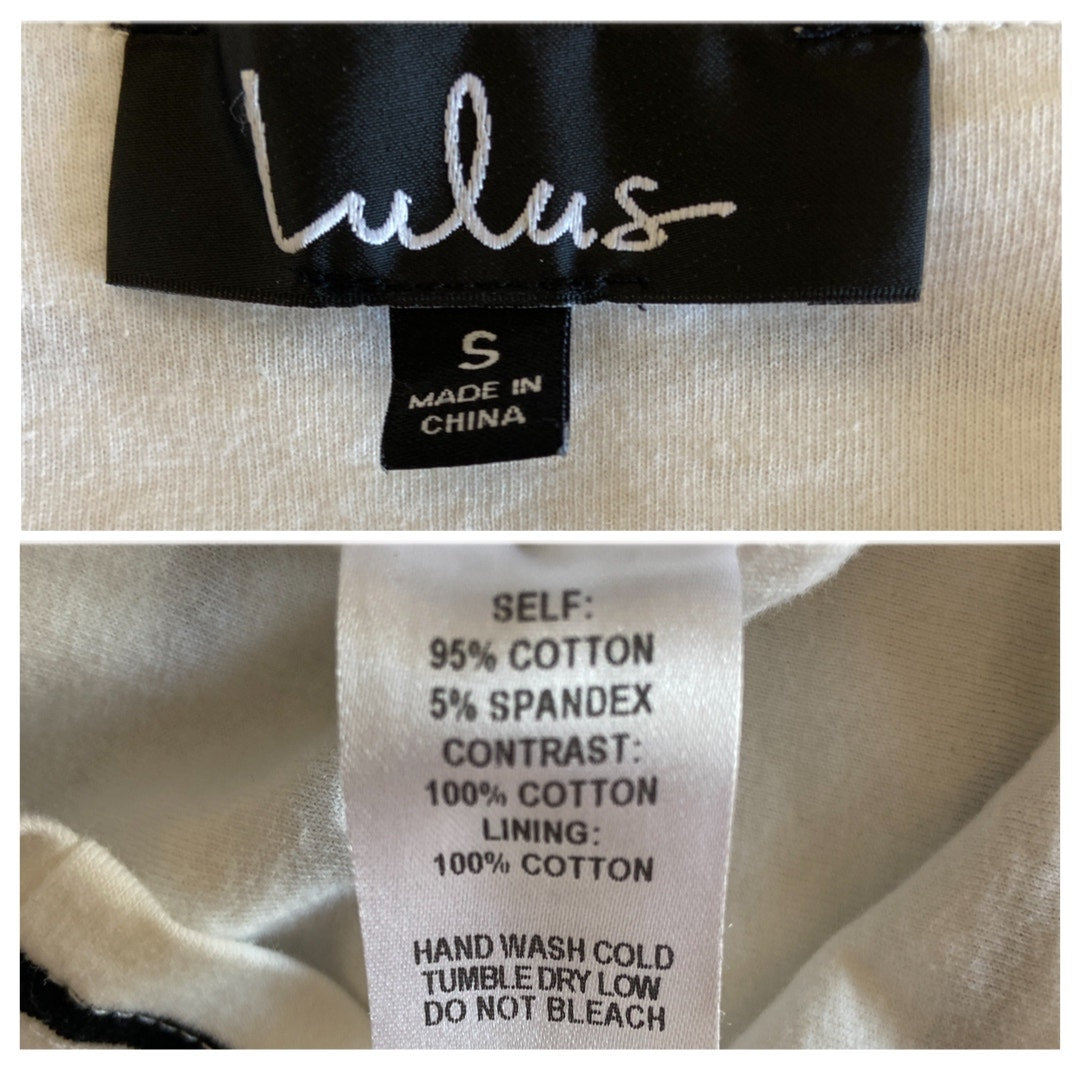 Lulus
S
MADE IN
CHINA
SELF:
95% COTTON
5% SPANDEX
CONTRAST:
100% COTTON
LINING:
100% COTTON
HAND WASH COLD
TUMBLE DRY LOW
DO NOT BLEACH